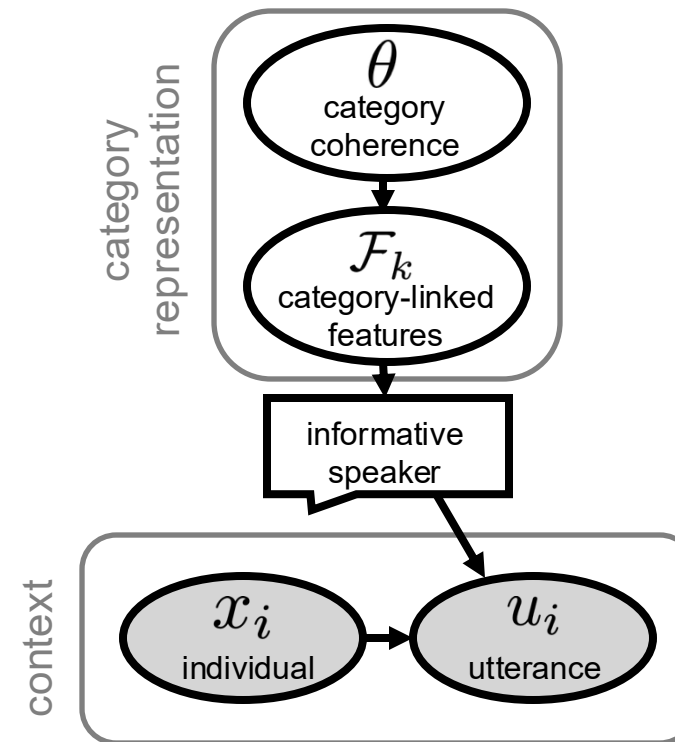 category
representation
θ
category
coherence
ℱₖ
category-linked
features
informative
speaker
context
xᵢ
individual
uᵢ
utterance